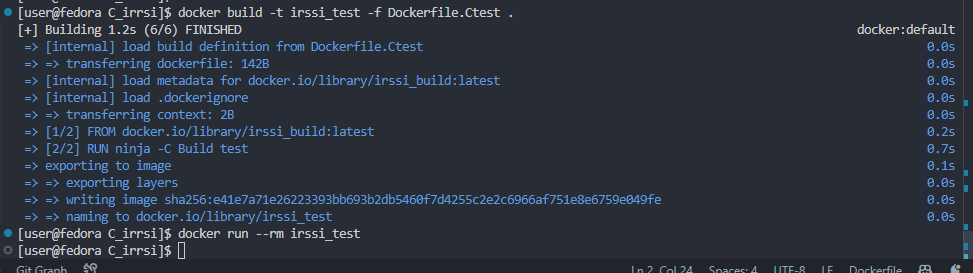 [user@fedora C_irrsi]$ docker build -t irssi_test -f Dockerfile.Ctest .
[+] Building 1.2s (6/6) FINISHED docker:default
=> [internal] load build definition from Dockerfile.Ctest 0.0s
=> => transferring dockerfile: 142B 0.0s
=> [internal] load metadata for docker.io/library/irssi_build:latest 0.0s
=> [internal] load .dockerignore 0.0s
=> => transferring context: 2B 0.0s
=> [1/2] FROM docker.io/library/irssi_build:latest 0.2s
=> [2/2] RUN ninja -C Build test 0.7s
=> exporting to image 0.1s
=> => exporting layers 0.0s
=> => writing image sha256:e41e7a71e26223393bb693b2db5460f7d4255c2e2c6966af751e8e6759e049fe 0.0s
=> => naming to docker.io/library/irssi_test 0.0s
[user@fedora C_irrsi]$ docker run --rm irssi_test
[user@fedora C_irrsi]$
Git Graph Ln 2, Col 24 Spaces: 4 UTF-8 LF Dockerfile